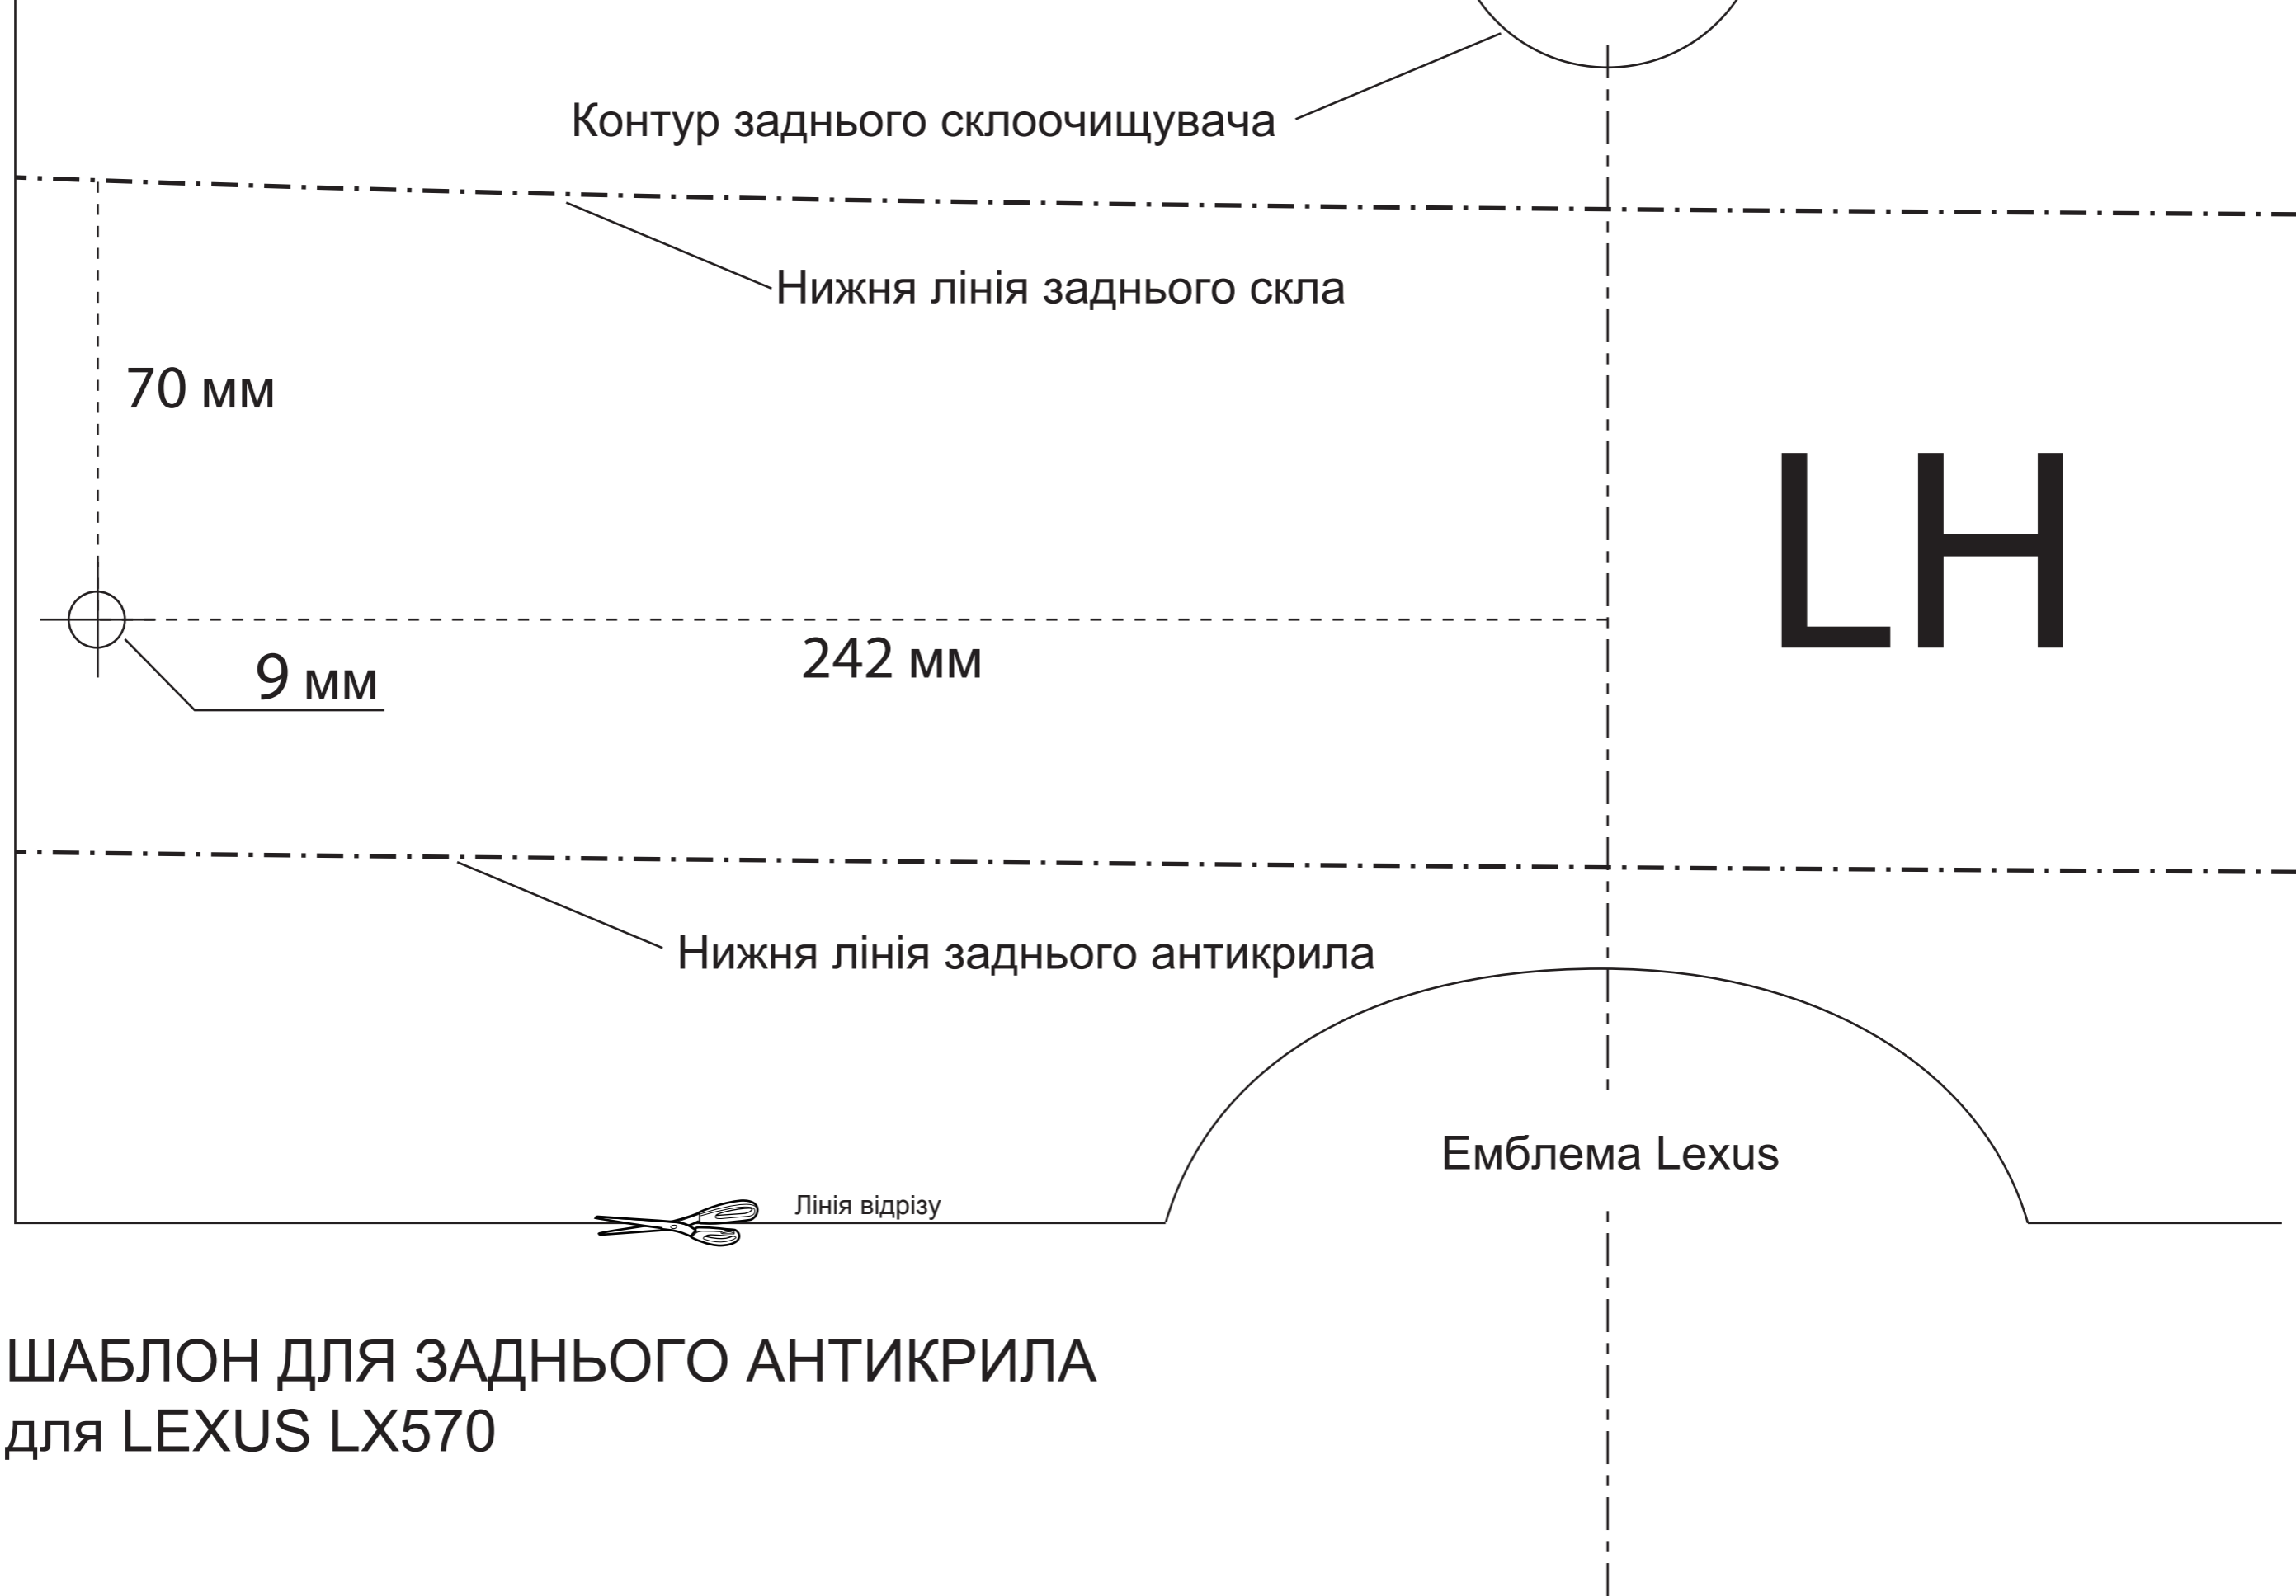 Контур заднього склоочищувача
Нижня лінія заднього скла
70 мм
LH
242 мм
9 мм
Нижня лінія заднього антикрила
Емблема Lexus
Лінія відрізу
ШАБЛОН ДЛЯ ЗАДНЬОГО АНТИКРИЛА
для LEXUS LX570